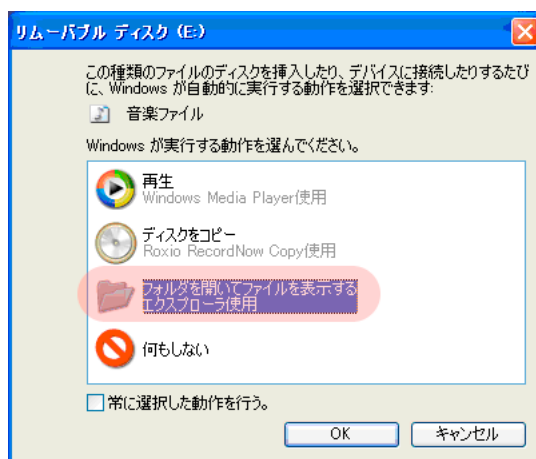 リムーバブル ディスク (E:)
この種類のファイルのディスクを挿入したり、デバイスに接続したりするたび
に、Windows が自動的に実行する動作を選択できます:
音楽ファイル
Windows が実行する動作を選んでください。
再生
Windows Media Player使用
ディスクをコピー
Roxio RecordNow Copy使用
フォルダを開いてファイルを表示する
エクスプローラ使用
何もしない
常に選択した動作を行う。
OK
キャンセル